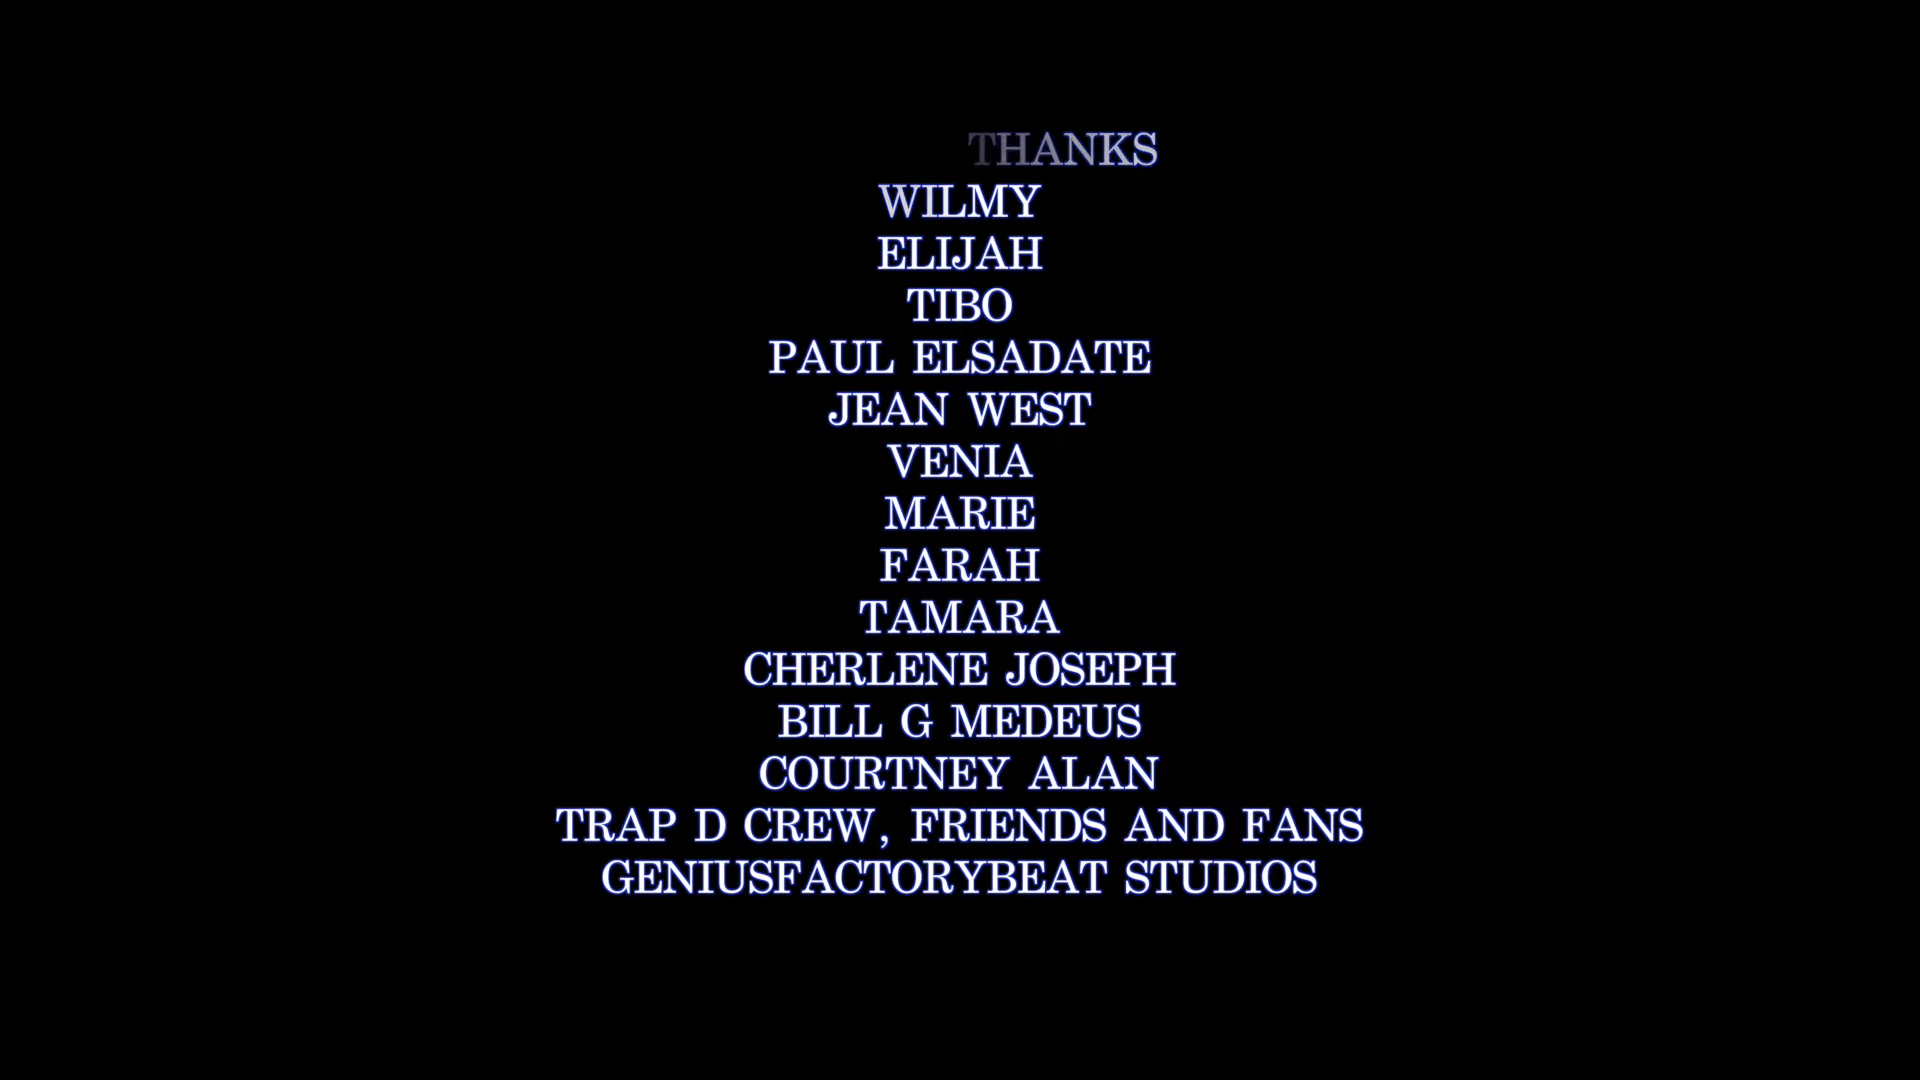 THANKS
WILMY
ELIJAH
TIBO
PAUL ELSADATE
JEAN WEST
VENIA
MARIE
FARAH
TAMARA
CHERLENE JOSEPH
BILL G MEDEUS
COURTNEY ALAN
TRAP D CREW, FRIENDS AND FANS
GENIUSFACTORYBEAT STUDIOS